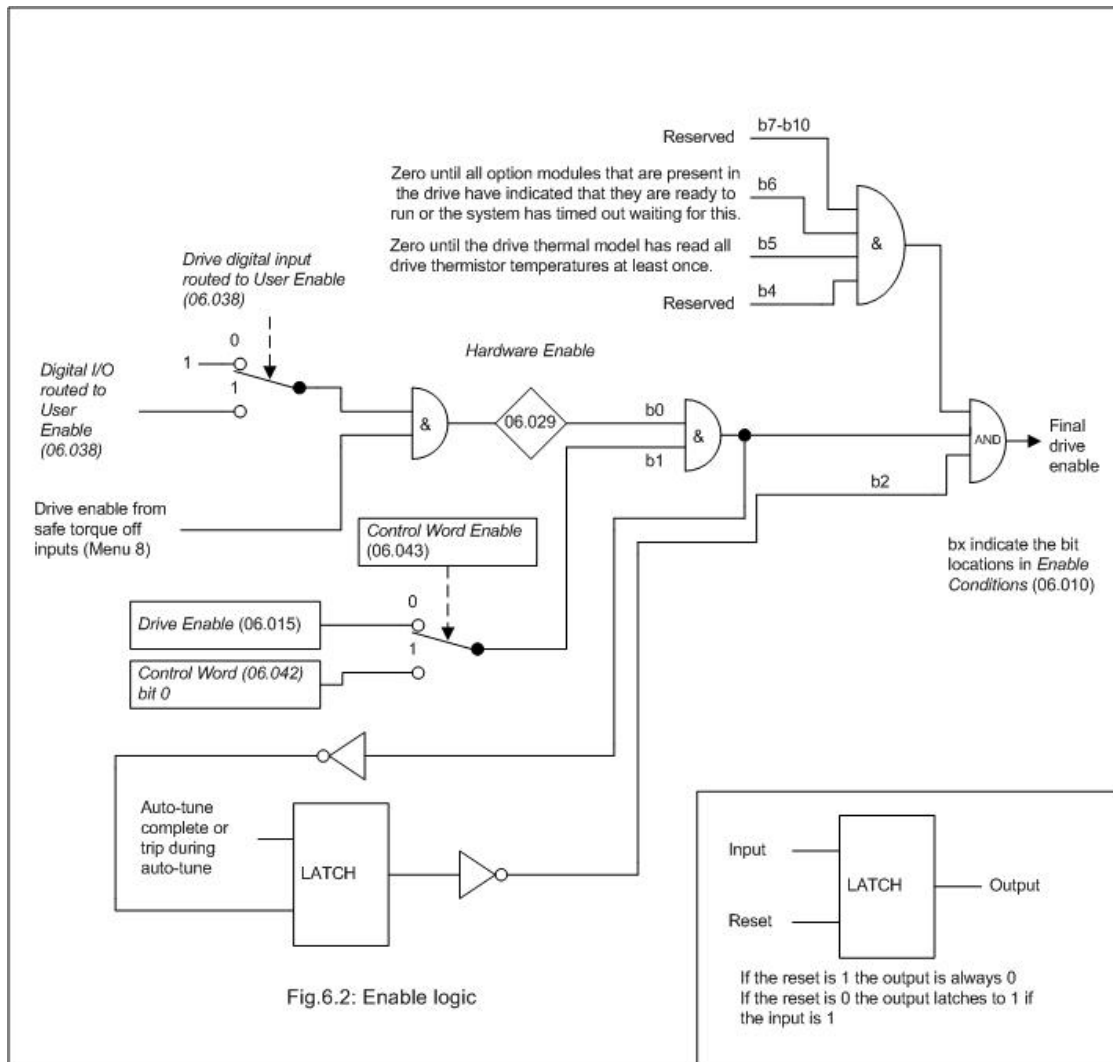 Reserved
b7-b10
Zero until all option modules that are present in
the drive have indicated that they are ready to
run or the system has timed out waiting for this.
b6
Zero until the drive thermal model has read all
drive thermistor temperatures at least once.
b5
Reserved
b4
&
Drive digital input
routed to User Enable
(06.038)
0
1
1
Digital I/O
routed to
User
Enable
(06.038)
Hardware Enable
&
06.029
b0
b1
&
AND
Final
drive
enable
b2
Drive enable from
safe torque off
inputs (Menu 8)
Control Word Enable
(06.043)
bx indicate the bit
locations in Enable
Conditions (06.010)
0
Drive Enable (06.015)
1
Control Word (06.042)
bit 0
Auto-tune
complete or
trip during
auto-tune
LATCH
Fig.6.2: Enable logic
Input
Reset
LATCH
Output
If the reset is 1 the output is always 0
If the reset is 0 the output latches to 1 if
the input is 1